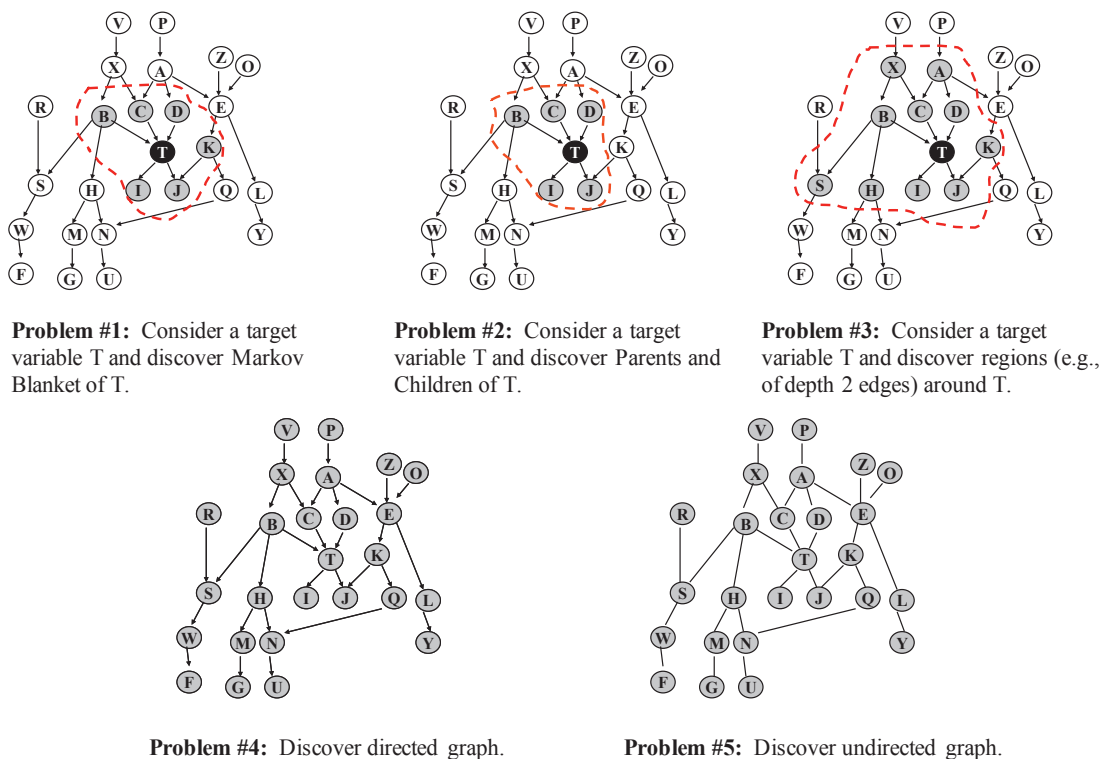 V P
Z
O
X A
R C D E
B
T K
S H I J Q L
W M N Y
F G U
V P
Z
O
X A
R C D E
B
T K
S H I J Q L
W M N Y
F G U
V P
Z
O
X A
R C D E
B
T K
S H I J Q L
W M N Y
F G U
Problem #1: Consider a target
variable T and discover Markov
Blanket of T.
Problem #2: Consider a target
variable T and discover Parents and
Children of T.
Problem #3: Consider a target
variable T and discover regions (e.g.,
of depth 2 edges) around T.
V P
Z
O
X A
R C D E
B
T K
S H I J Q L
W M N Y
F G U
V P
Z
O
X A
R C D E
B
T K
S H I J Q L
W M N Y
F G U
Problem #4: Discover directed graph.
Problem #5: Discover undirected graph.